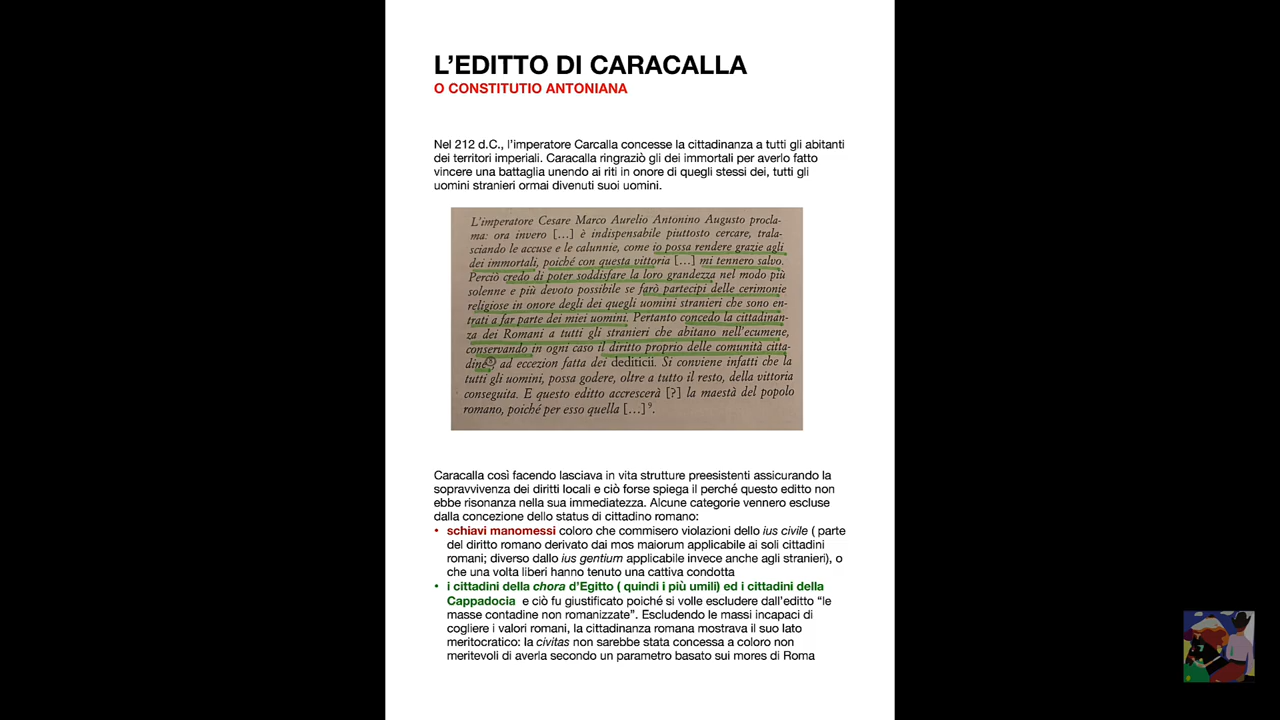 L'EDITTO DI CARACALLA
O CONSTITUTIO ANTONIANA
Nel 212 d.C., l'imperatore Carcalla concesse la cittadinanza a tutti gli abitanti
dei territori imperiali. Caracalla ringraziò gli dei immortali per averlo fatto
vincere una battaglia unendo ai riti in onore di quegli stessi dei, tutti gli
uomini stranieri ormai divenuti suoi uomini.
L'imperatore Cesare Marco Aurelio Antonino Augusto procla-
ma: ora invero [...] è indispensabile piuttosto cercare, trala-
sciando le accuse e le calunnie, come io possa rendere grazie agli
dei immortali, poiché con questa vittoria [...] mi tennero salvo.
Perciò credo di poter soddisfare la loro grandezza nel modo più
solenne e più devoto possibile se farò partecipi delle cerimonie
religiose in onore degli dei quegli uomini stranieri che sono en-
trati a far parte dei miei uomini. Pertanto concedo la cittadinan-
za dei Romani a tutti gli stranieri che abitano nell'ecumene,
conservando in ogni caso il diritto proprio delle comunità citta-
dine, ad eccezion fatta dei dediticii. Si conviene infatti che la
tutti gli uomini, possa godere, oltre a tutto il resto, della vittoria
conseguita. E questo editto accrescerà [?] la maestà del popolo
romano, poiché per esso quella [...] 9.
Caracalla così facendo lasciava in vita strutture preesistenti assicurando la
sopravvivenza dei diritti locali e ciò forse spiega il perché questo editto non
ebbe risonanza nella sua immediatezza. Alcune categorie vennero escluse
dalla concezione dello status di cittadino romano:
• schiavi manomessi coloro che commisero violazioni dello ius civile ( parte
del diritto romano derivato dai mos maiorum applicabile ai soli cittadini
romani; diverso dallo ius gentium applicabile invece anche agli stranieri), o
che una volta liberi hanno tenuto una cattiva condotta
• i cittadini della chora d'Egitto ( quindi i più umili) ed i cittadini della
Cappadocia e ciò fu giustificato poiché si volle escludere dall'editto "le
masse contadine non romanizzate". Escludendo le massi incapaci di
cogliere i valori romani, la cittadinanza romana mostrava il suo lato
meritocratico: la civitas non sarebbe stata concessa a coloro non
meritevoli di averla secondo un parametro basato sui mores di Roma